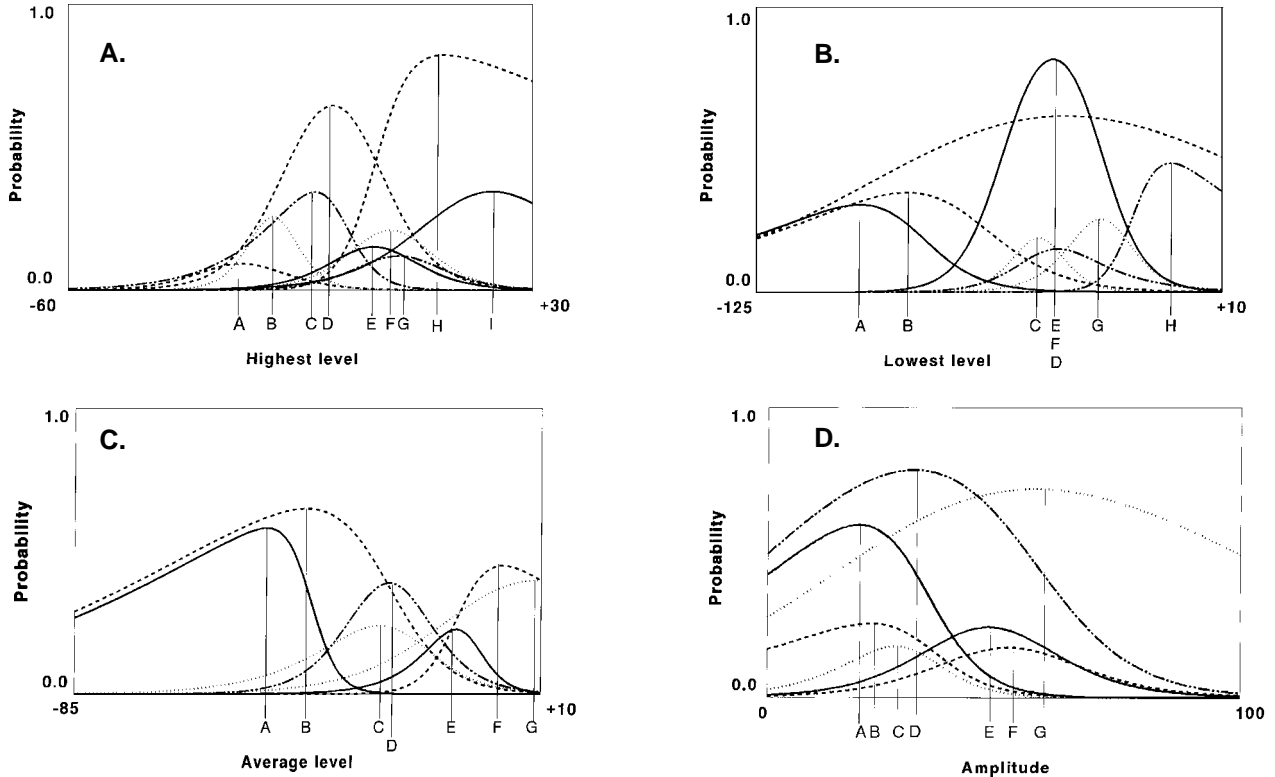 1.0
A.
Probability
0.0
-60
+30
A B C D E F G H I
Highest level
1.0
B.
Probability
0.0
-125
+10
A B C E G H
F
D
Lowest level
1.0
C.
Probability
0.0
-85
+10
A B C E F G
D
Average level
1.0
D.
Probability
0.0
0
100
A B C D E F G
Amplitude